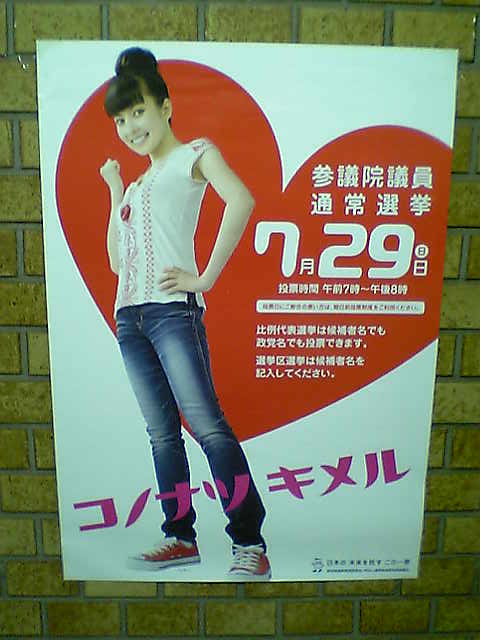 参議院議員
通常選挙
7月29日日
投票時間 午前7時～午後8時
比例代表選挙は候補者名でも
政党名でも投票できます。
選挙区選挙は候補者名を
記入してください。
コノナツ キメル